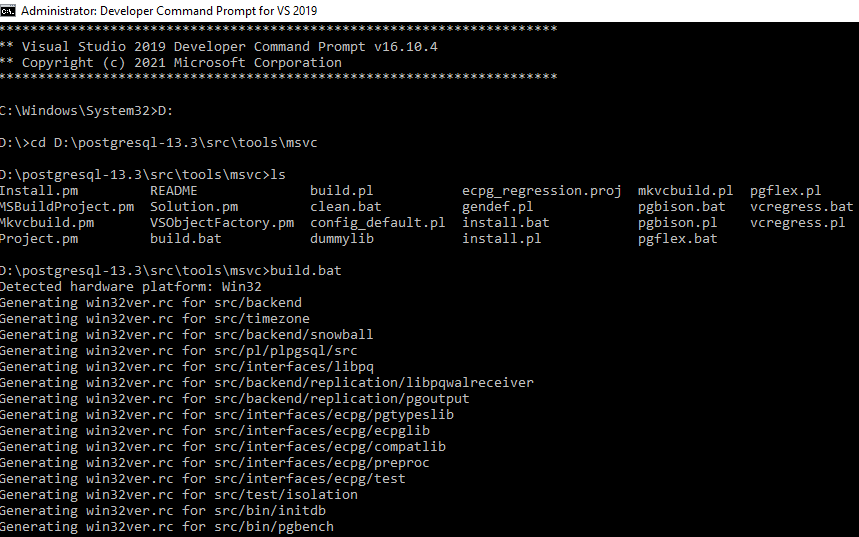 Administrator: Developer Command Prompt for VS 2019
**********************************************************************
** Visual Studio 2019 Developer Command Prompt v16.10.4
** Copyright (c) 2021 Microsoft Corporation
**********************************************************************
C:\Windows\System32>D:
D:\>cd D:\postgresql-13.3\src\tools\msvc
D:\postgresql-13.3\src\tools\msvc>ls
Install.pm README build.pl ecpg_regression.proj mkvcbuild.pl pgflex.pl
MSBuildProject.pm Solution.pm clean.bat gendef.pl pgbison.bat vcregress.bat
Mkvcbuild.pm VSObjectFactory.pm config_default.pl install.bat pgbison.pl vcregress.pl
Project.pm build.bat dummylib install.pl pgflex.bat
D:\postgresql-13.3\src\tools\msvc>build.bat
Detected hardware platform: Win32
Generating win32ver.rc for src/backend
Generating win32ver.rc for src/timezone
Generating win32ver.rc for src/backend/snowball
Generating win32ver.rc for src/pl/plpgsql/src
Generating win32ver.rc for src/interfaces/libpq
Generating win32ver.rc for src/backend/replication/libpqwalreceiver
Generating win32ver.rc for src/backend/replication/pgoutput
Generating win32ver.rc for src/interfaces/ecpg/pgtypeslib
Generating win32ver.rc for src/interfaces/ecpg/ecpglib
Generating win32ver.rc for src/interfaces/ecpg/compatlib
Generating win32ver.rc for src/interfaces/ecpg/preproc
Generating win32ver.rc for src/interfaces/ecpg/test
Generating win32ver.rc for src/test/isolation
Generating win32ver.rc for src/bin/initdb
Generating win32ver.rc for src/bin/pgbench